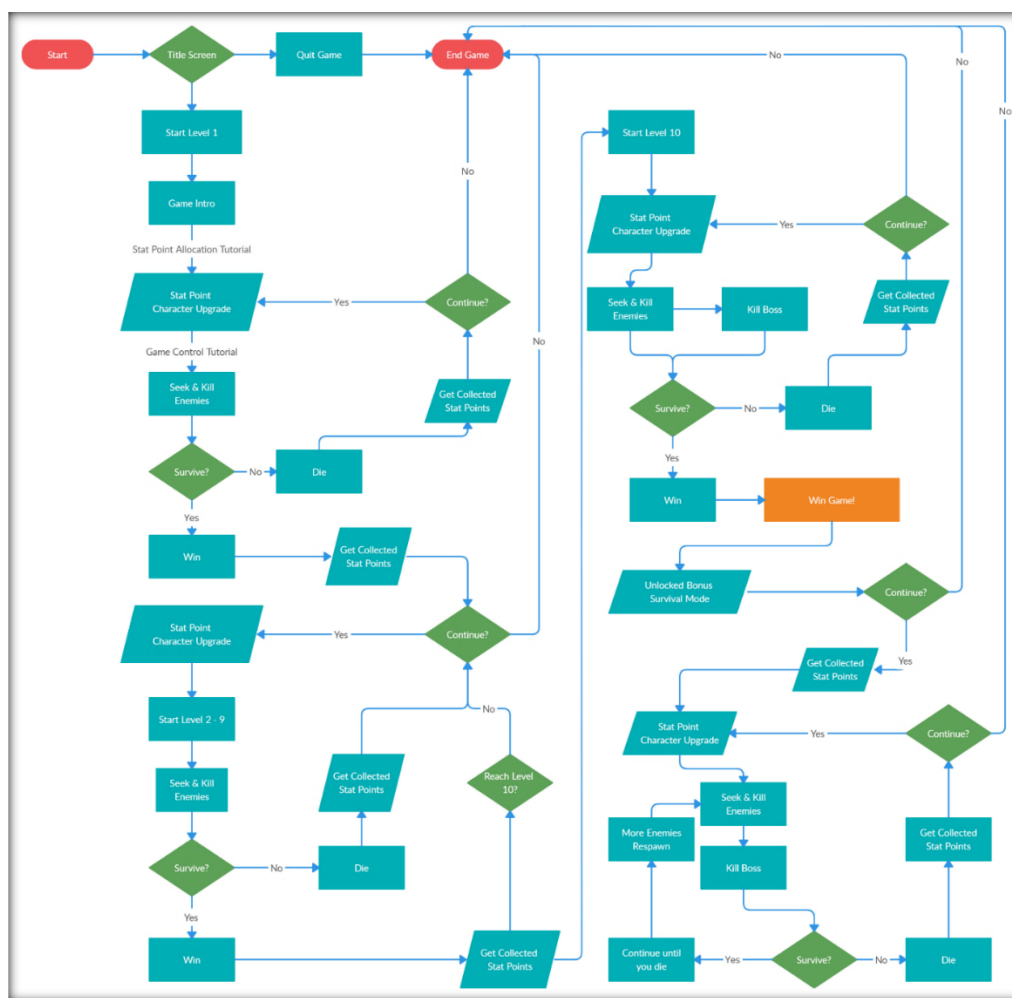 Start
Title Screen
Quit Game
End Game
No
No
No
Start Level 1
Game Intro
Stat Point Allocation Tutorial
Stat Point
Character Upgrade
Yes
Continue?
No
Game Control Tutorial
Seek & Kill
Enemies
Get Collected
Stat Points
No
Survive?
No
Die
Yes
Win
Get Collected
Stat Points
Stat Point
Character Upgrade
Yes
Continue?
Start Level 2 - 9
No
Seek & Kill
Enemies
Get Collected
Stat Points
Reach Level
10?
Survive?
No
Die
Yes
Win
Get Collected
Stat Points
Start Level 10
Stat Point
Character Upgrade
Yes
Continue?
Seek & Kill
Enemies
Kill Boss
Get Collected
Stat Points
Survive?
No
Die
Yes
Win
Win Game!
Unlocked Bonus
Survival Mode
Continue?
Yes
Get Collected
Stat Points
Stat Point
Character Upgrade
Yes
Continue?
Seek & Kill
Enemies
More Enemies
Respawn
Get Collected
Stat Points
Kill Boss
Continue until
you die
Yes
Survive?
No
Die